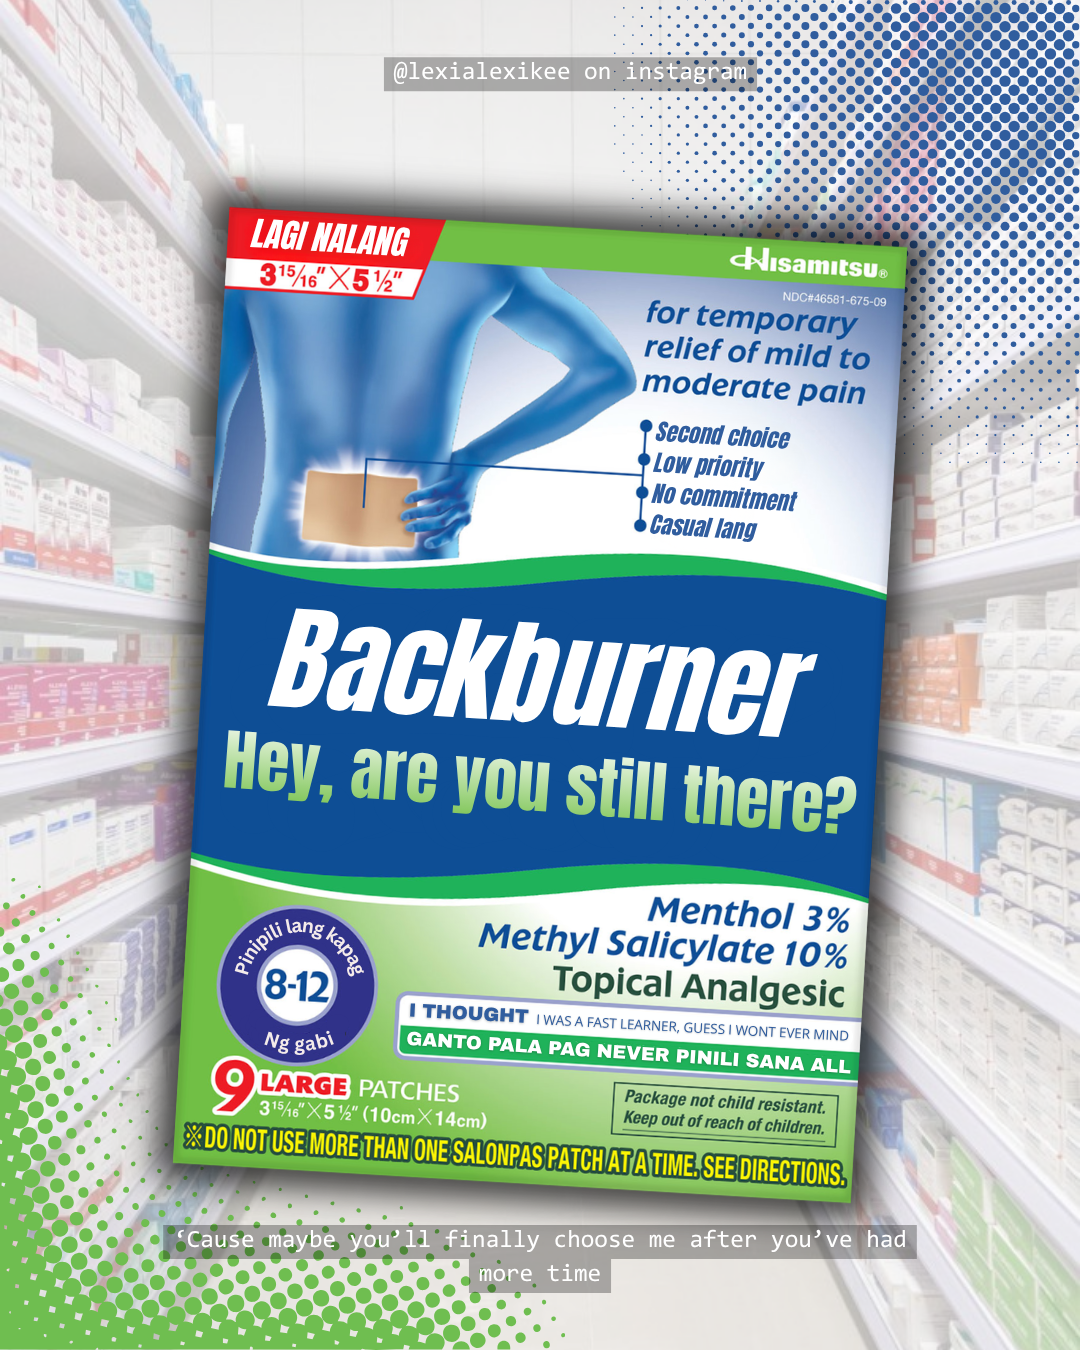 @lexialexikee on instagram
LAGI NALANG
3 15/16" X 5 1/2"
Hisamitsu®
NDC#46581-675-09
for temporary
relief of mild to
moderate pain
Second choice
Low priority
No commitment
Casual lang
Backburner
Hey, are you still there?
Menthol 3%
Methyl Salicylate 10%
Topical Analgesic
Pinipili lang kapag
8-12
Ng gabi
I THOUGHT I WAS A FAST LEARNER, GUESS I WONT EVER MIND
GANTO PALA PAG NEVER PINILI SANA ALL
9 LARGE PATCHES
3 15/16" X 5 1/2" (10cm X 14cm)
Package not child resistant.
Keep out of reach of children.
※DO NOT USE MORE THAN ONE SALONPAS PATCH AT A TIME. SEE DIRECTIONS.
‘Cause maybe you’ll finally choose me after you’ve had
more time